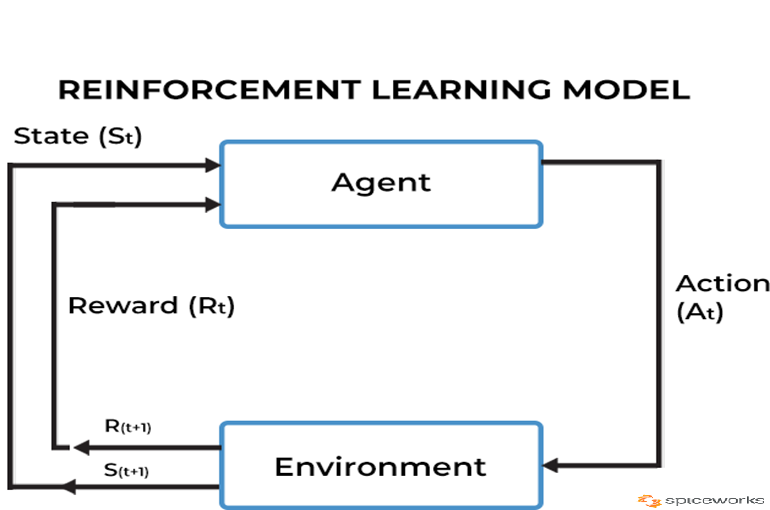 REINFORCEMENT LEARNING MODEL
State (St)
Agent
Action
(At)
Reward (Rt)
R(t+1)
S(t+1)
Environment
spiceworks